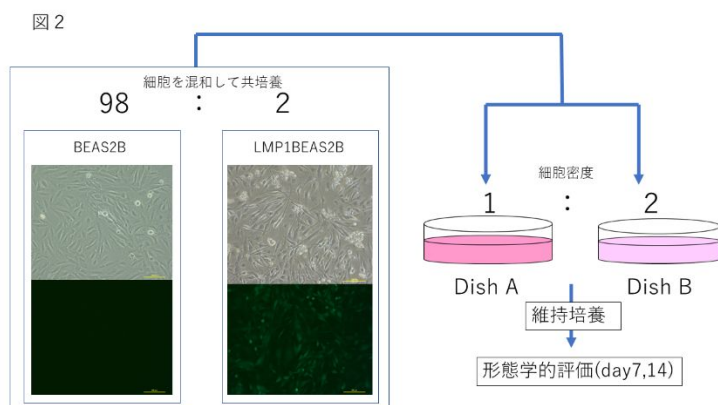 図２
細胞を混和して共培養
98 : 2
BEAS2B
LMP1BEAS2B
細胞密度
1 : 2
Dish A
Dish B
維持培養
形態学的評価(day7,14)